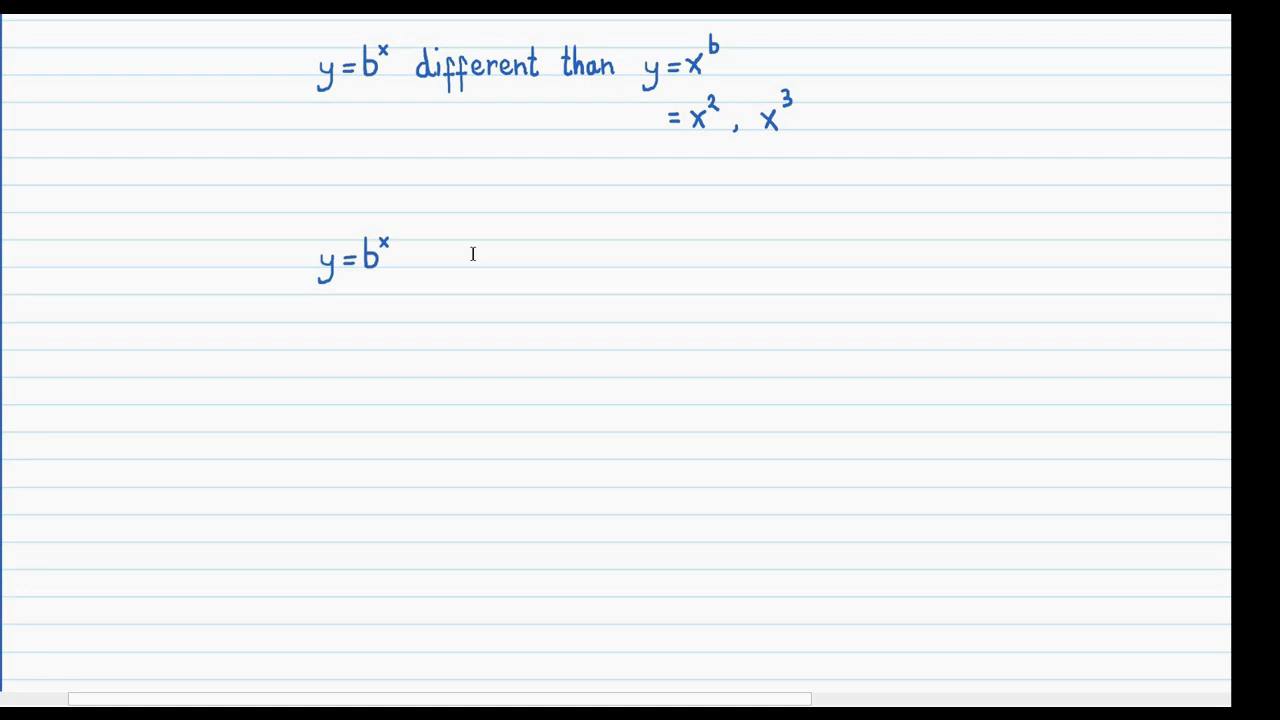 y = b^x different than y = x^b
= x^2 , x^3
y = b^x